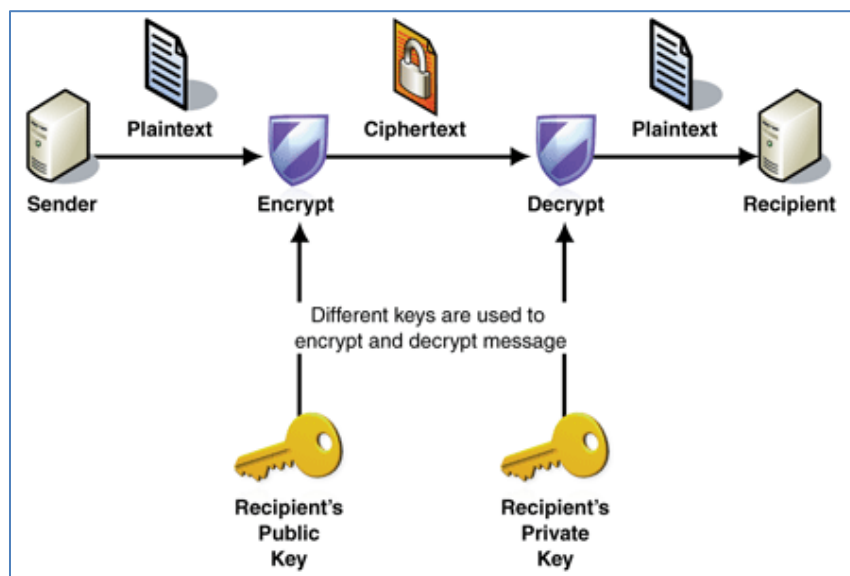 Plaintext
Ciphertext
Plaintext
Sender
Encrypt
Decrypt
Recipient
Different keys are used to
encrypt and decrypt message
Recipient's
Public
Key
Recipient's
Private
Key